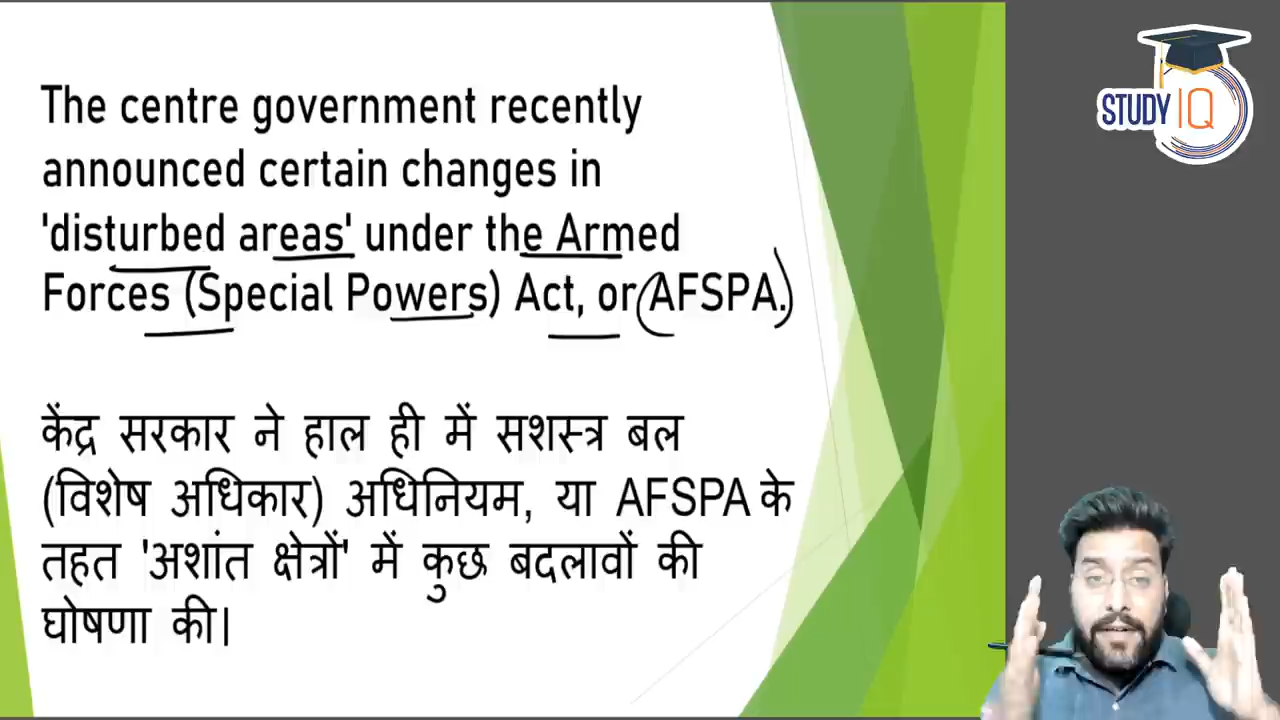 The centre government recently
announced certain changes in
'disturbed areas' under the Armed
Forces (Special Powers) Act, or AFSPA.
केंद्र सरकार ने हाल ही में सशस्त्र बल
(विशेष अधिकार) अधिनियम, या AFSPA के
तहत 'अशांत क्षेत्रों' में कुछ बदलावों की
घोषणा की।
STUDY IQ